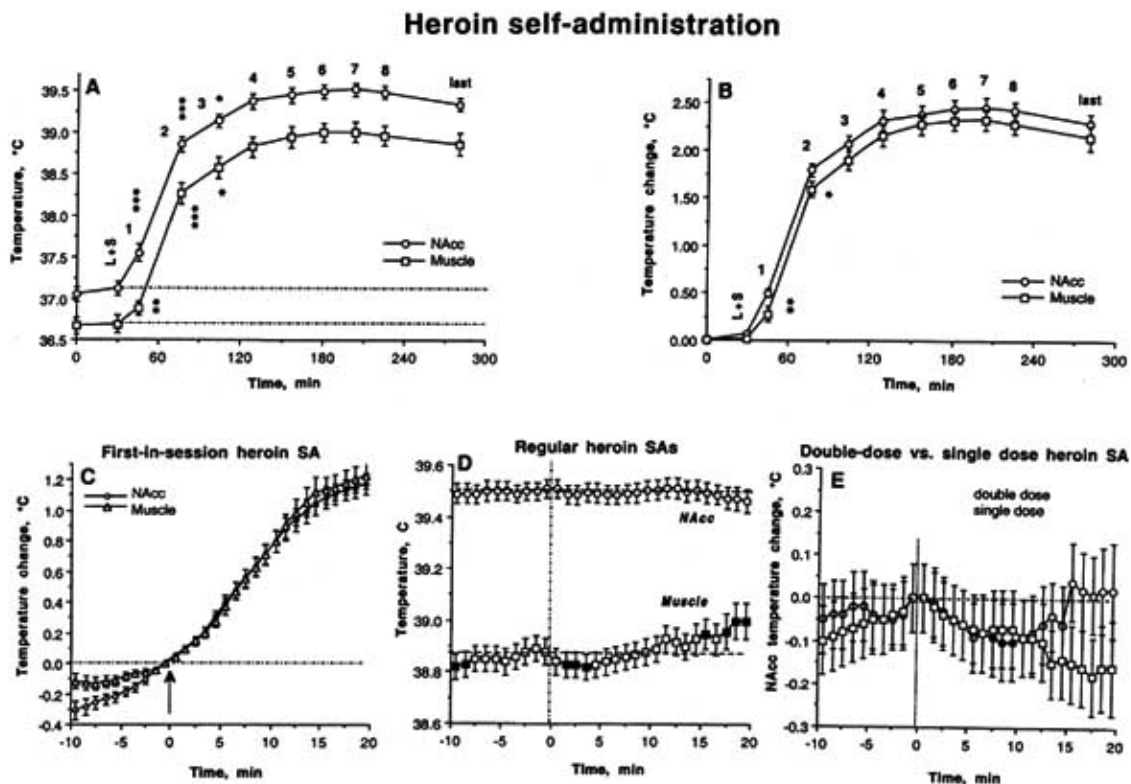 Heroin self-administration
A
Temperature, °C
39.5
39.0
38.5
38.0
37.5
37.0
36.5
L+S
1
2
3
4
5
6
7
8
last
***
***
*
**
***
*
NAcc
Muscle
0
60
120
180
240
300
Time, min
B
Temperature change, °C
2.50
2.00
1.50
1.00
0.50
0.00
L+S
1
2
3
4
5
6
7
8
last
**
*
NAcc
Muscle
0
60
120
180
240
300
Time, min
First-in-session heroin SA
C
Temperature change, °C
1.2
1.0
0.8
0.6
0.4
0.2
0.0
-0.2
-0.4
NAcc
Muscle
-10
-5
0
5
10
15
20
Time, min
Regular heroin SAs
D
Temperature, C
39.6
39.4
39.2
39.0
38.8
38.6
NAcc
Muscle
-10
-5
0
5
10
15
20
Time, min
Double-dose vs. single dose heroin SA
E
NAcc temperature change, °C
0.3
0.2
0.1
0.0
-0.1
-0.2
-0.3
double dose
single dose
-10
-5
0
5
10
15
20
Time, min